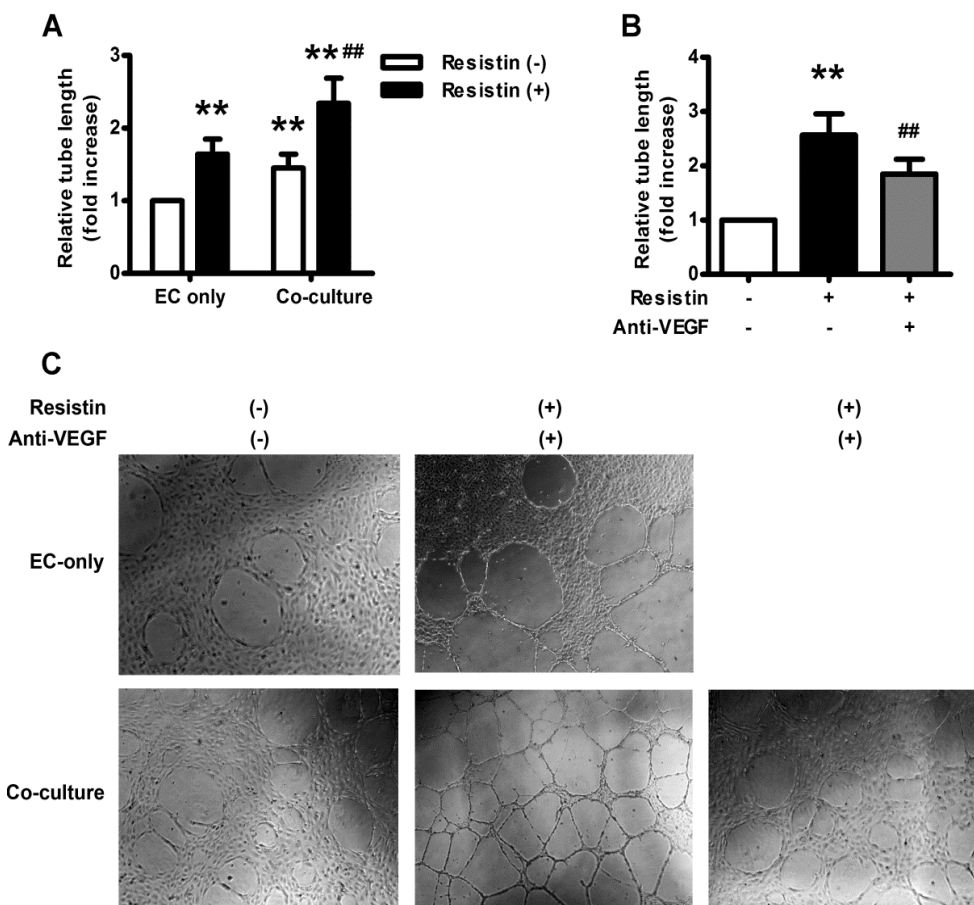 A
Relative tube length
(fold increase)
3
2
1
0
** 
** 
** ##
EC only
Co-culture
Resistin (-)
Resistin (+)
B
Relative tube length
(fold increase)
4
3
2
1
0
**
##
Resistin - + +
Anti-VEGF - - +
C
Resistin (-) (+) (+)
Anti-VEGF (-) (+) (+)
EC-only
Co-culture